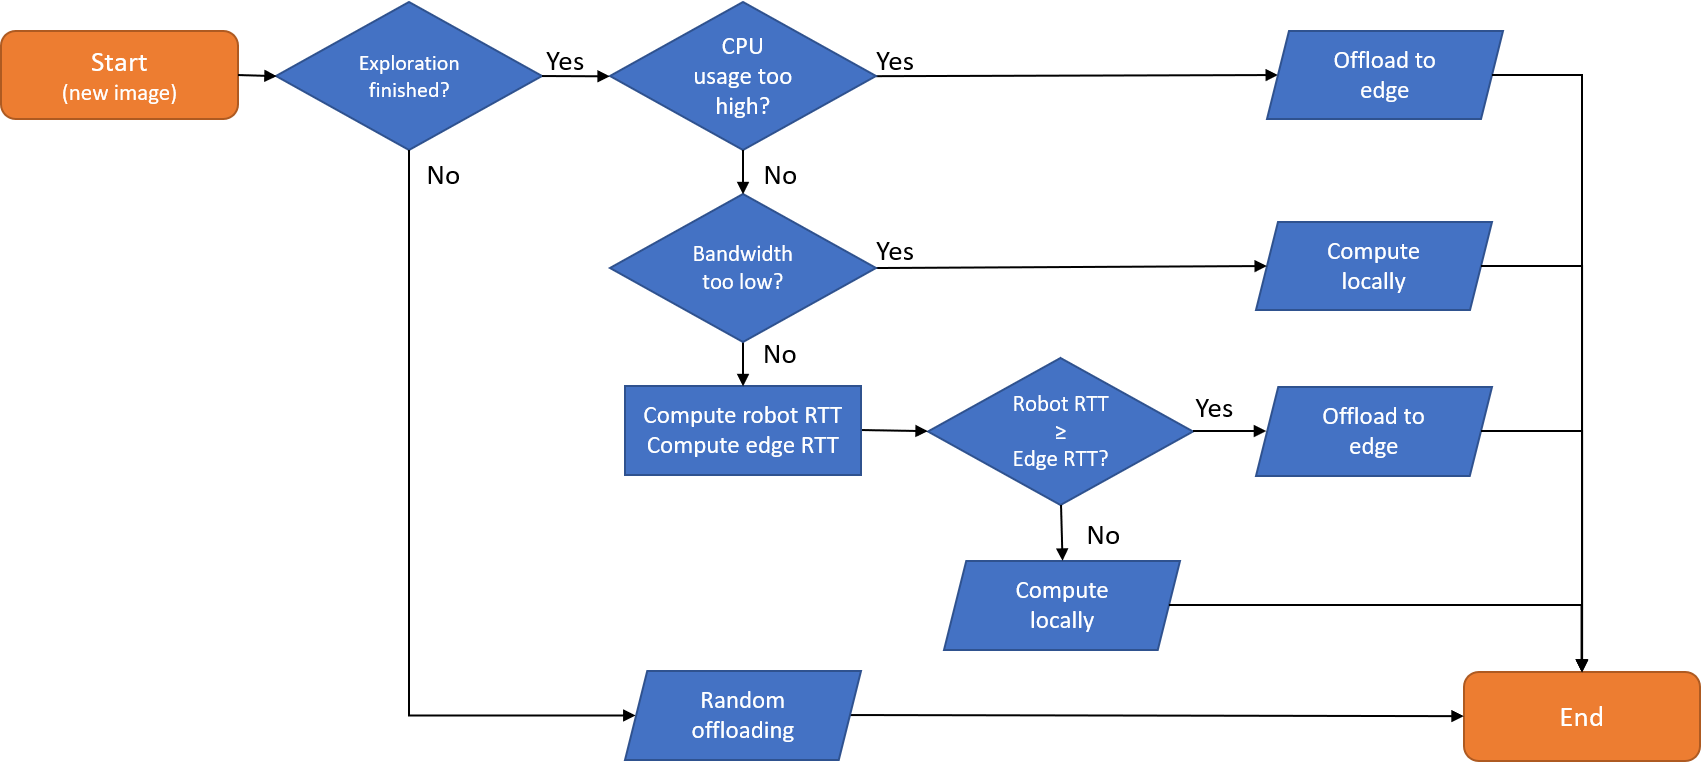 Start
(new image)
Exploration
finished?
Yes
CPU
usage too
high?
Yes
Offload to
edge
No
No
Bandwidth
too low?
Yes
Compute
locally
No
Compute robot RTT
Compute edge RTT
Robot RTT
≥
Edge RTT?
Yes
Offload to
edge
No
Compute
locally
Random
offloading
End